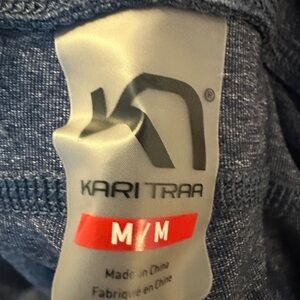 ®
KARI TRAA
M/M
Made in China
Fabriqué en Chine